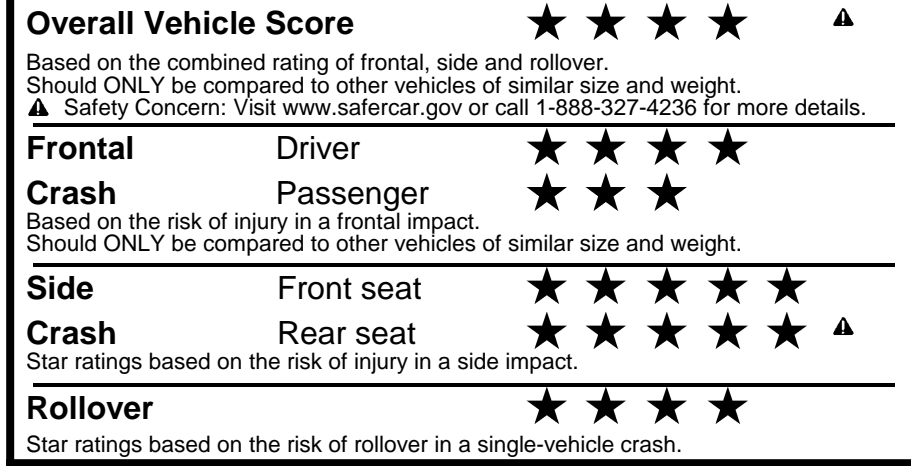 Overall Vehicle Score ★ ★ ★ ★ ⚠
Based on the combined rating of frontal, side and rollover.
Should ONLY be compared to other vehicles of similar size and weight.
⚠ Safety Concern: Visit www.safercar.gov or call 1-888-327-4236 for more details.
Frontal Driver ★ ★ ★ ★
Crash Passenger ★ ★ ★
Based on the risk of injury in a frontal impact.
Should ONLY be compared to other vehicles of similar size and weight.
Side Front seat ★ ★ ★ ★ ★
Crash Rear seat ★ ★ ★ ★ ★ ⚠
Star ratings based on the risk of injury in a side impact.
Rollover ★ ★ ★ ★
Star ratings based on the risk of rollover in a single-vehicle crash.